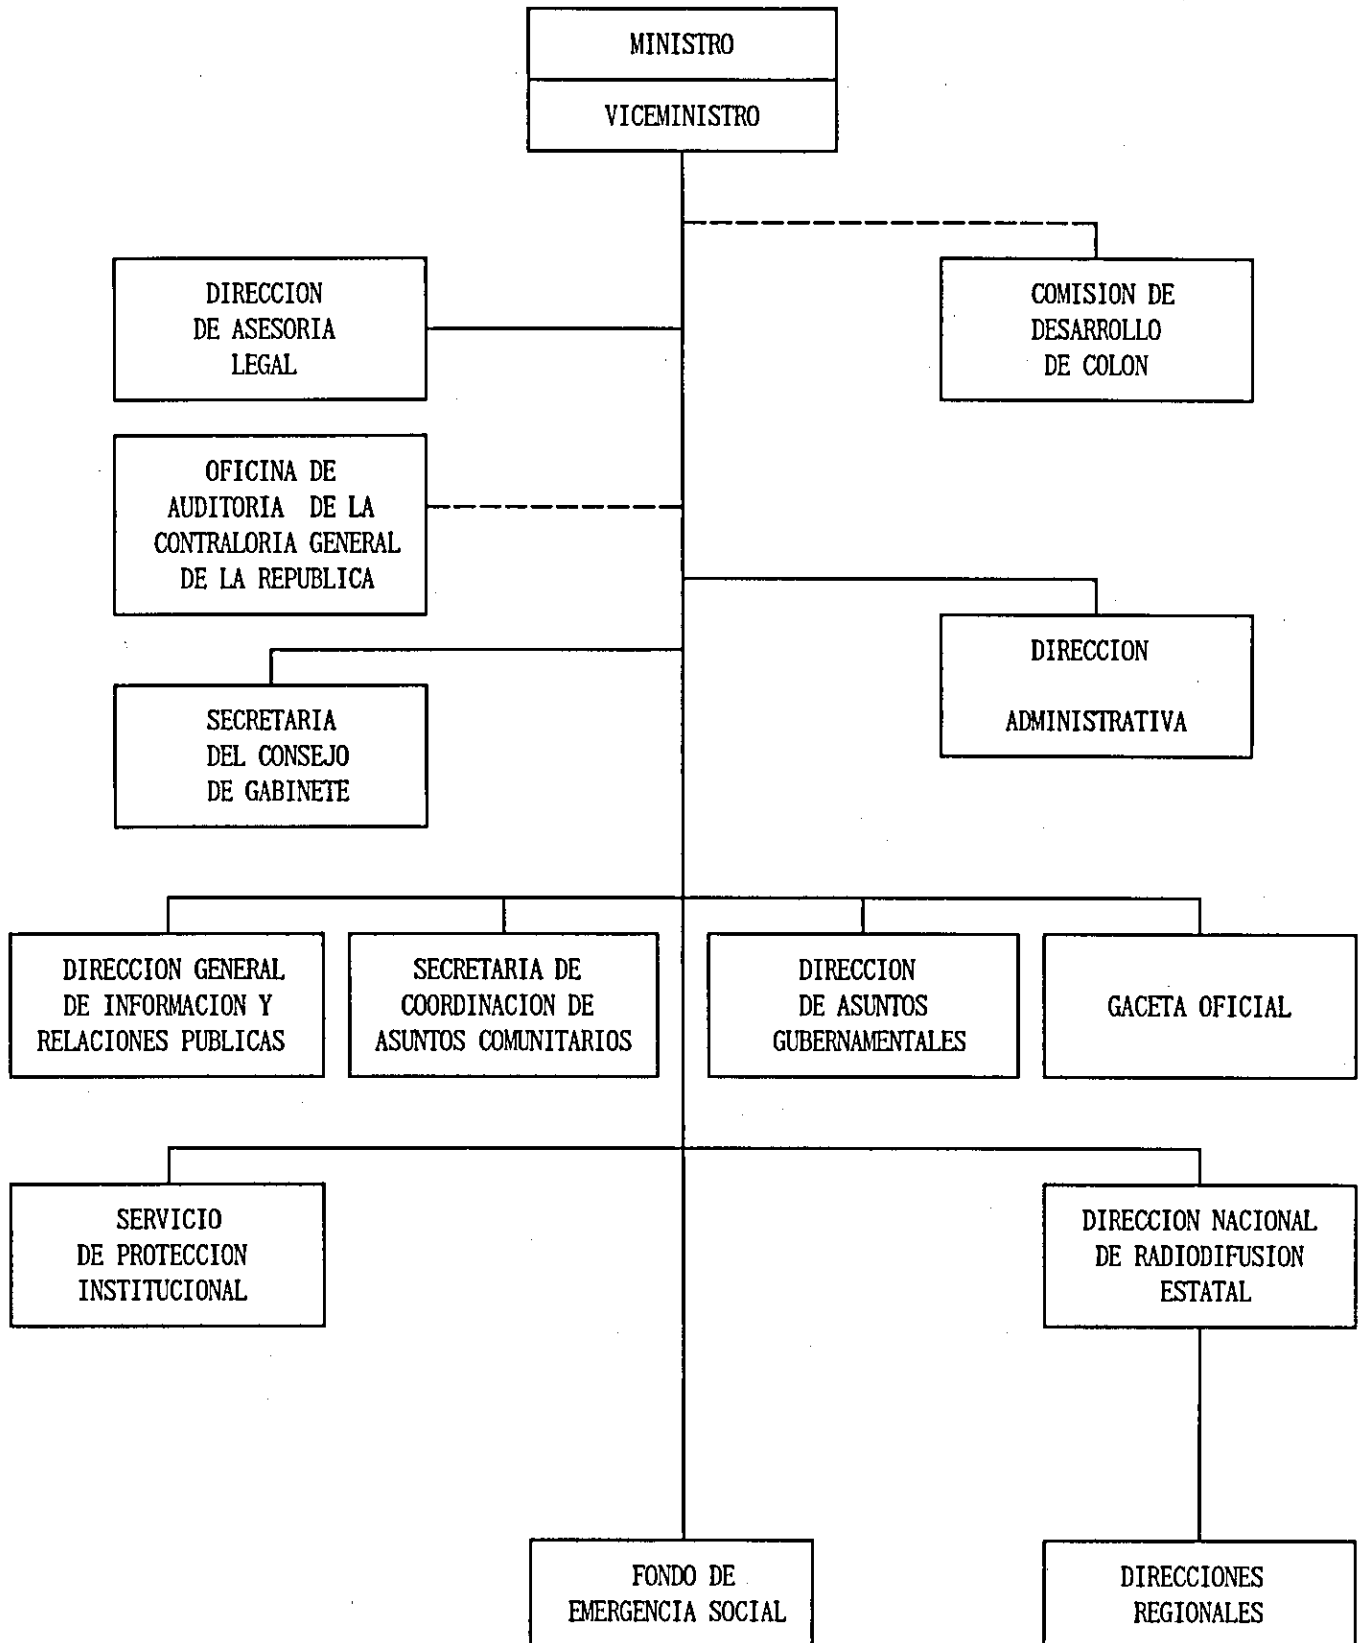 MINISTRO
VICEMINISTRO
DIRECCION
DE ASESORIA
LEGAL
COMISION DE
DESARROLLO
DE COLON
OFICINA DE
AUDITORIA DE LA
CONTRALORIA GENERAL
DE LA REPUBLICA
DIRECCION
ADMINISTRATIVA
SECRETARIA
DEL CONSEJO
DE GABINETE
DIRECCION GENERAL
DE INFORMACION Y
RELACIONES PUBLICAS
SECRETARIA DE
COORDINACION DE
ASUNTOS COMUNITARIOS
DIRECCION
DE ASUNTOS
GUBERNAMENTALES
GACETA OFICIAL
SERVICIO
DE PROTECCION
INSTITUCIONAL
DIRECCION NACIONAL
DE RADIODIFUSION
ESTATAL
FONDO DE
EMERGENCIA SOCIAL
DIRECCIONES
REGIONALES